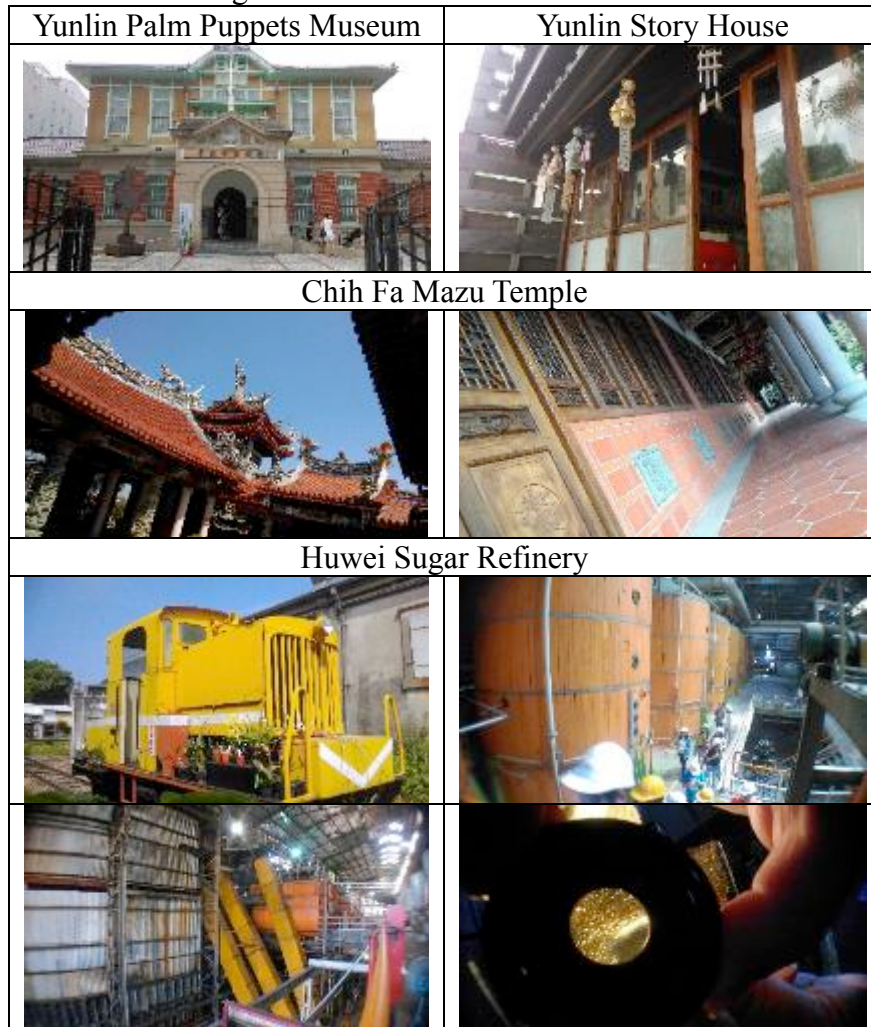 Yunlin Palm Puppets Museum
Yunlin Story House
Chih Fa Mazu Temple
Huwei Sugar Refinery